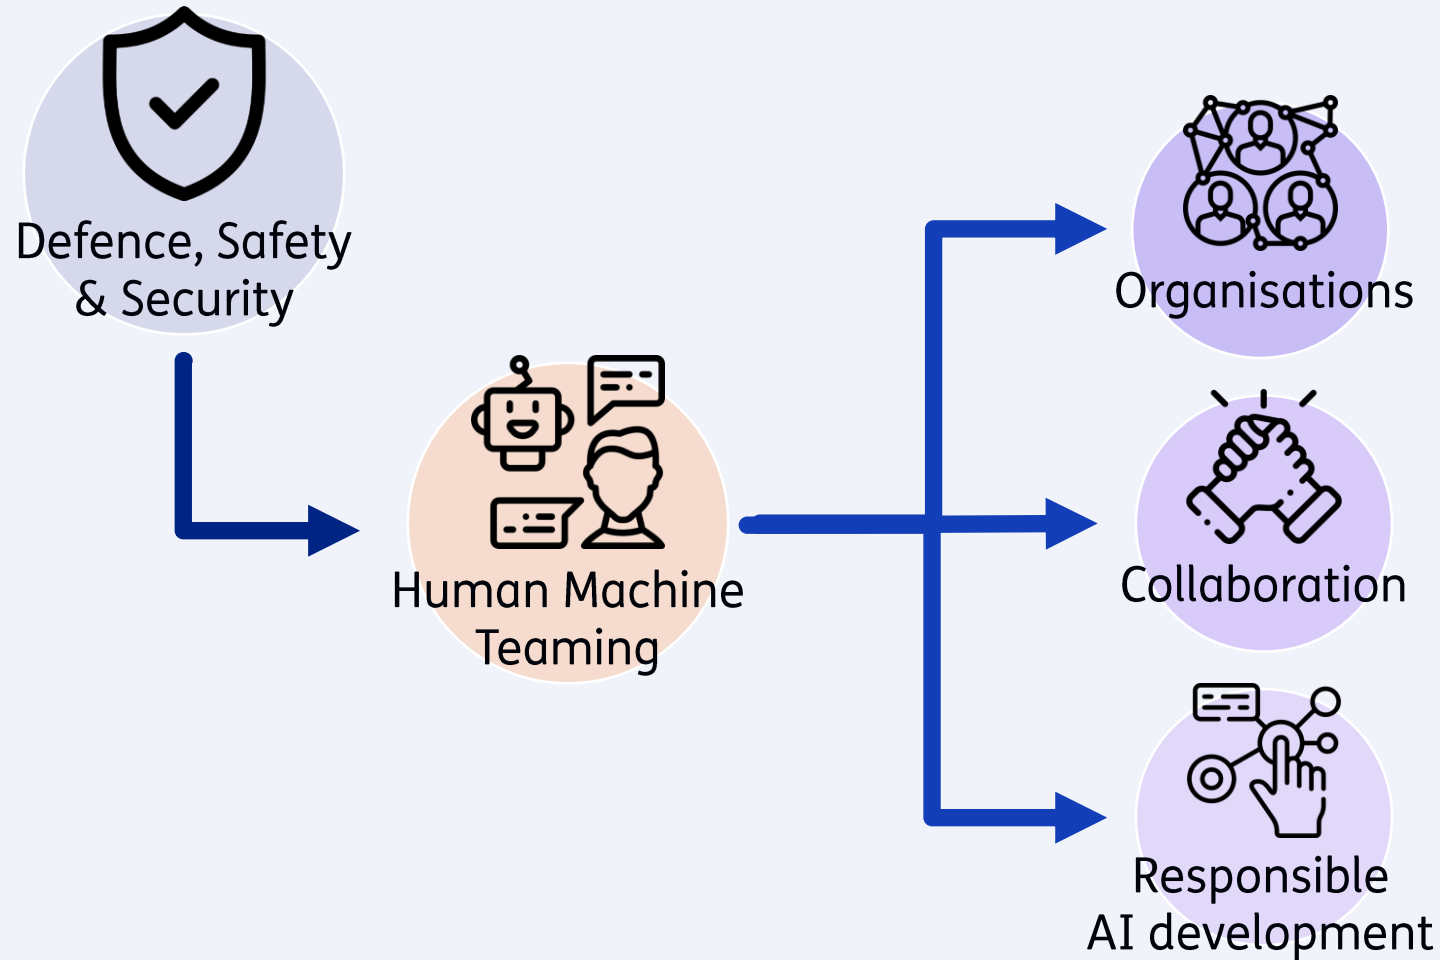 Defence, Safety
& Security
Human Machine
Teaming
Organisations
Collaboration
Responsible
AI development